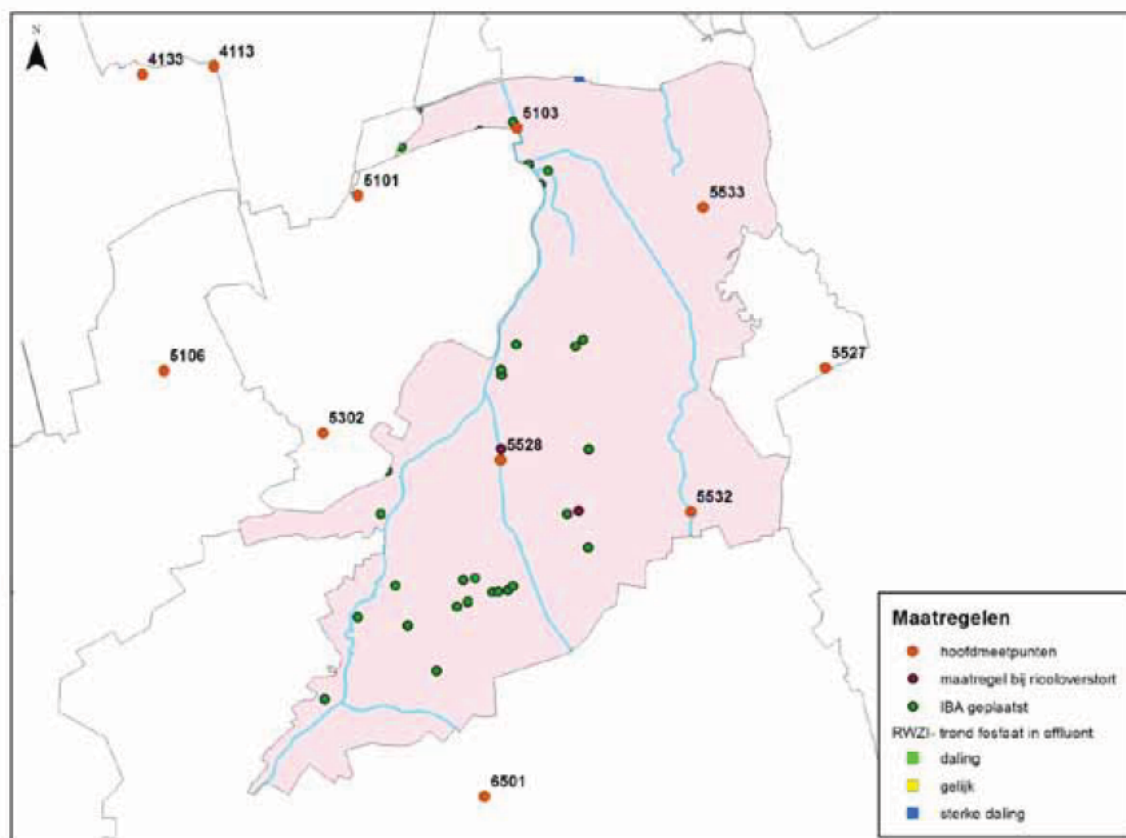 N
4133
4113
5103
5101
5533
5106
5527
5302
5528
5532
6501
Maatregelen
hoofdmeetpunten
maatregel bij riooloverstort
IBA geplaatst
RWZI- trend fosfaat in effluent
daling
gelijk
sterke daling